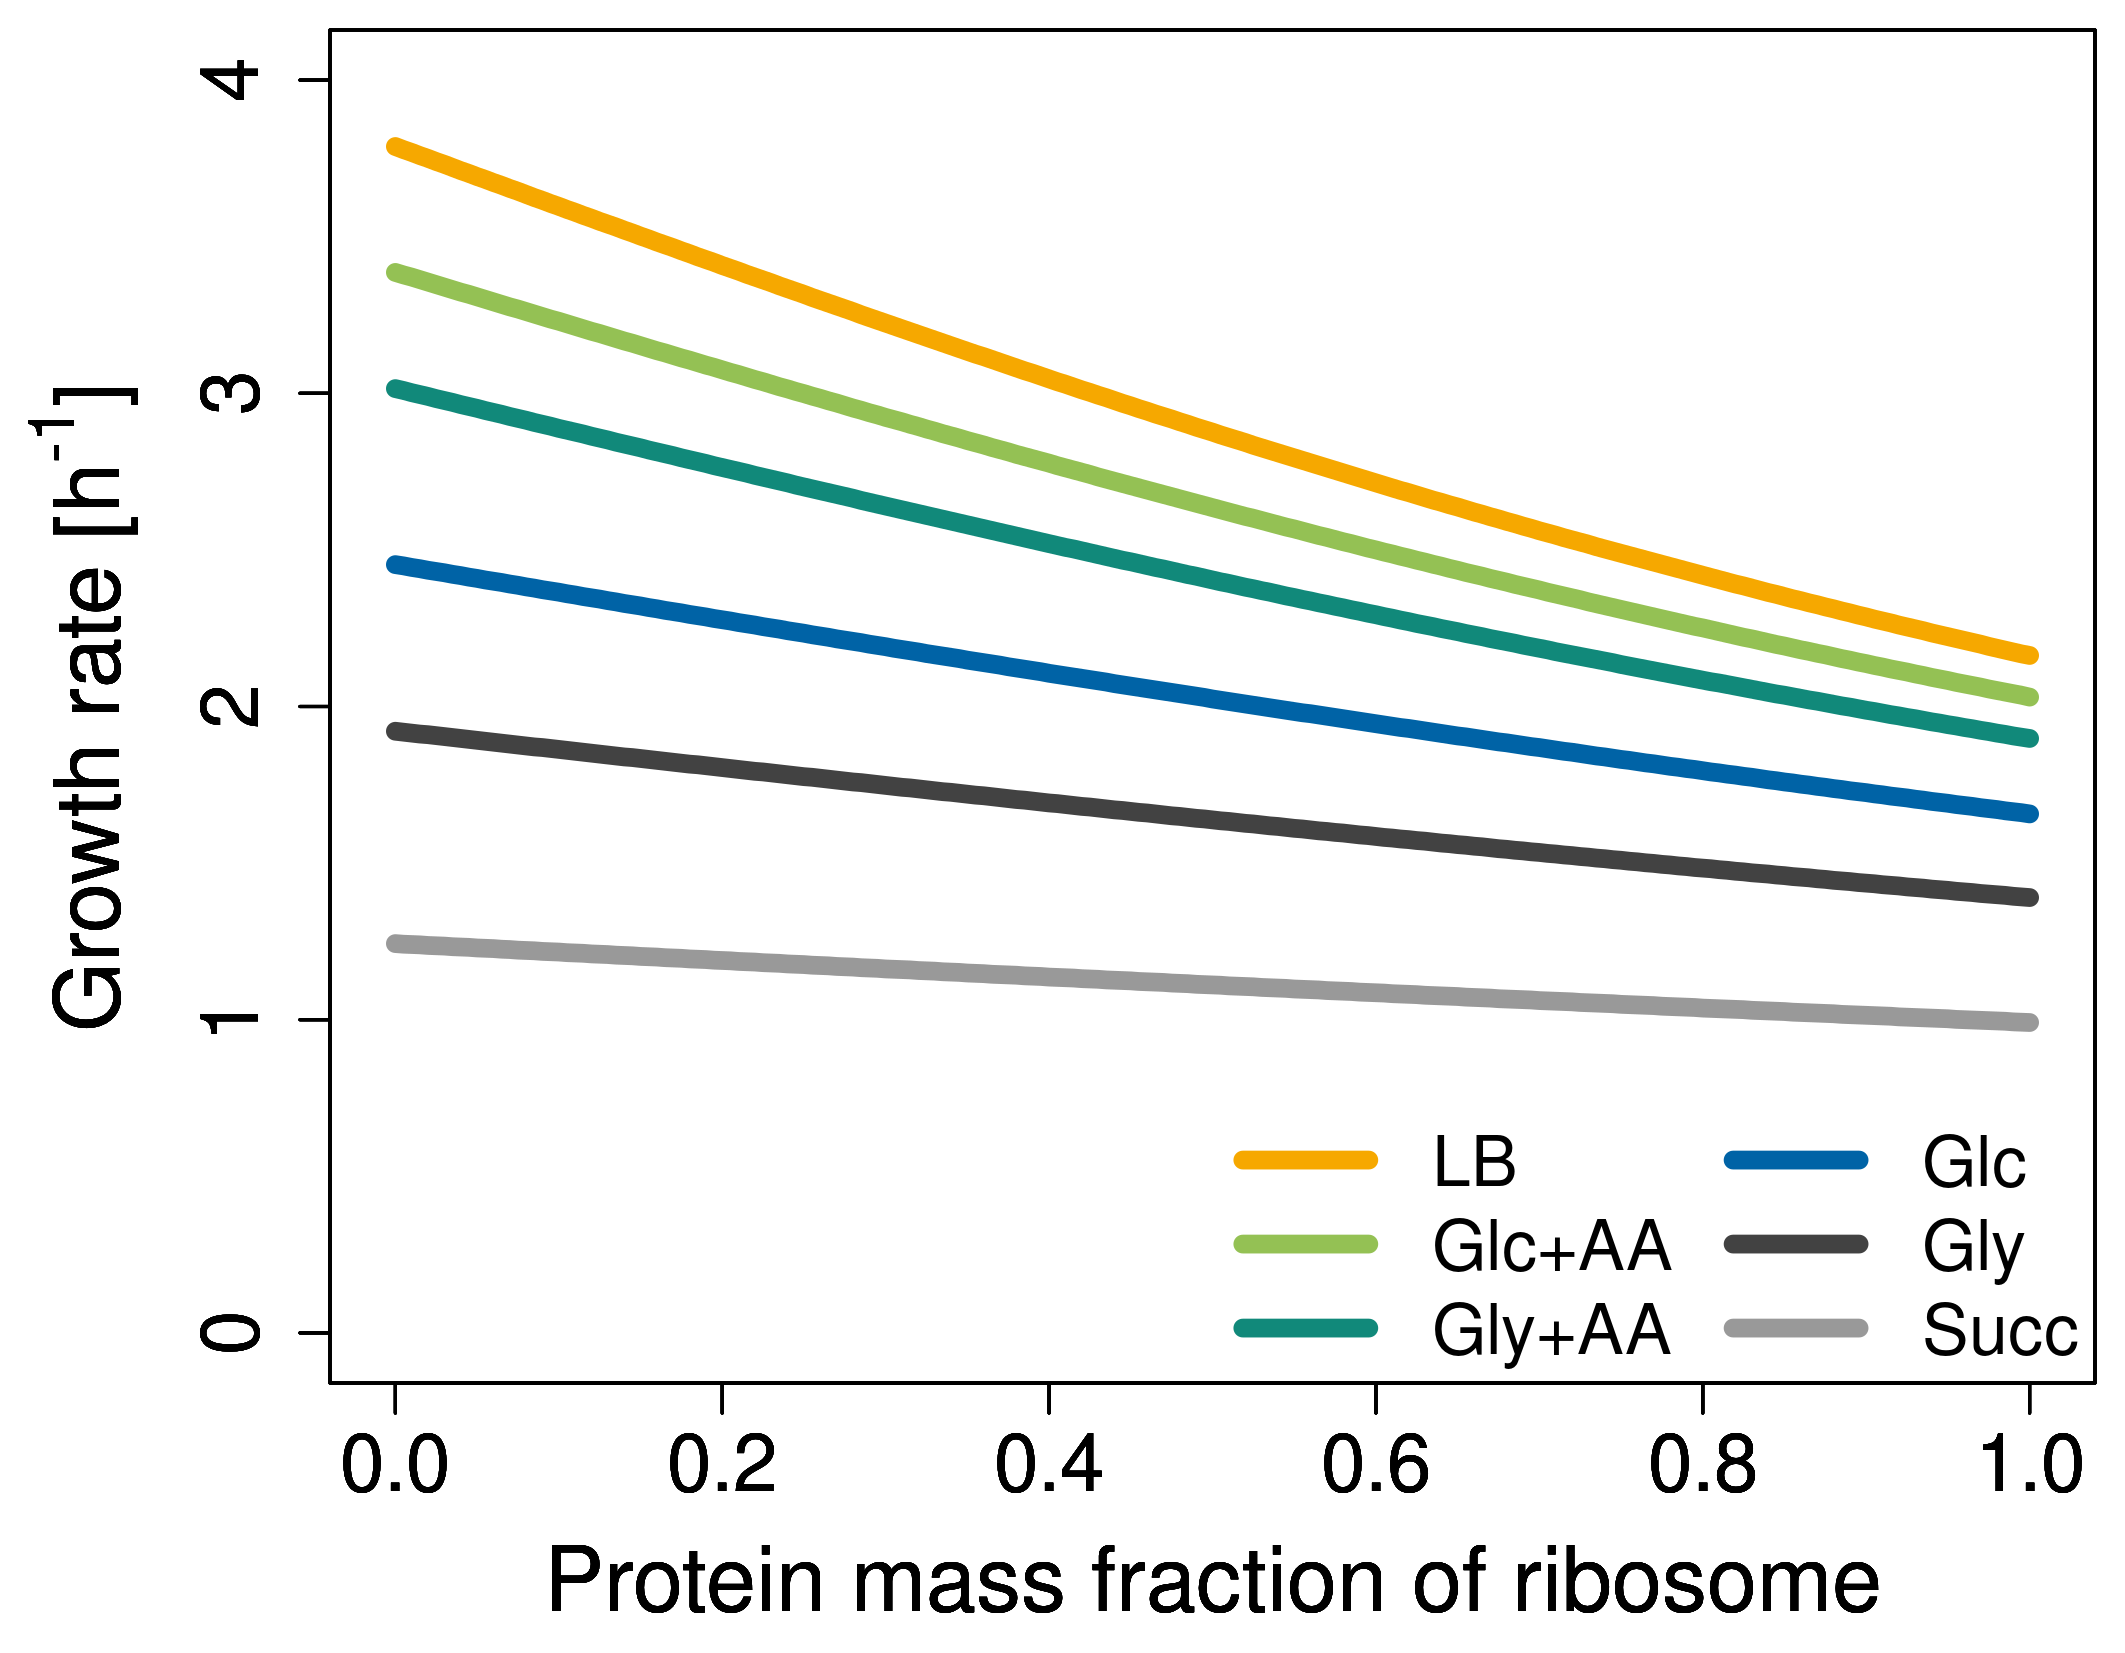 Growth rate [h⁻¹]
4
3
2
1
0
LB
Glc+AA
Gly+AA
Glc
Gly
Succ
0.0 0.2 0.4 0.6 0.8 1.0
Protein mass fraction of ribosome